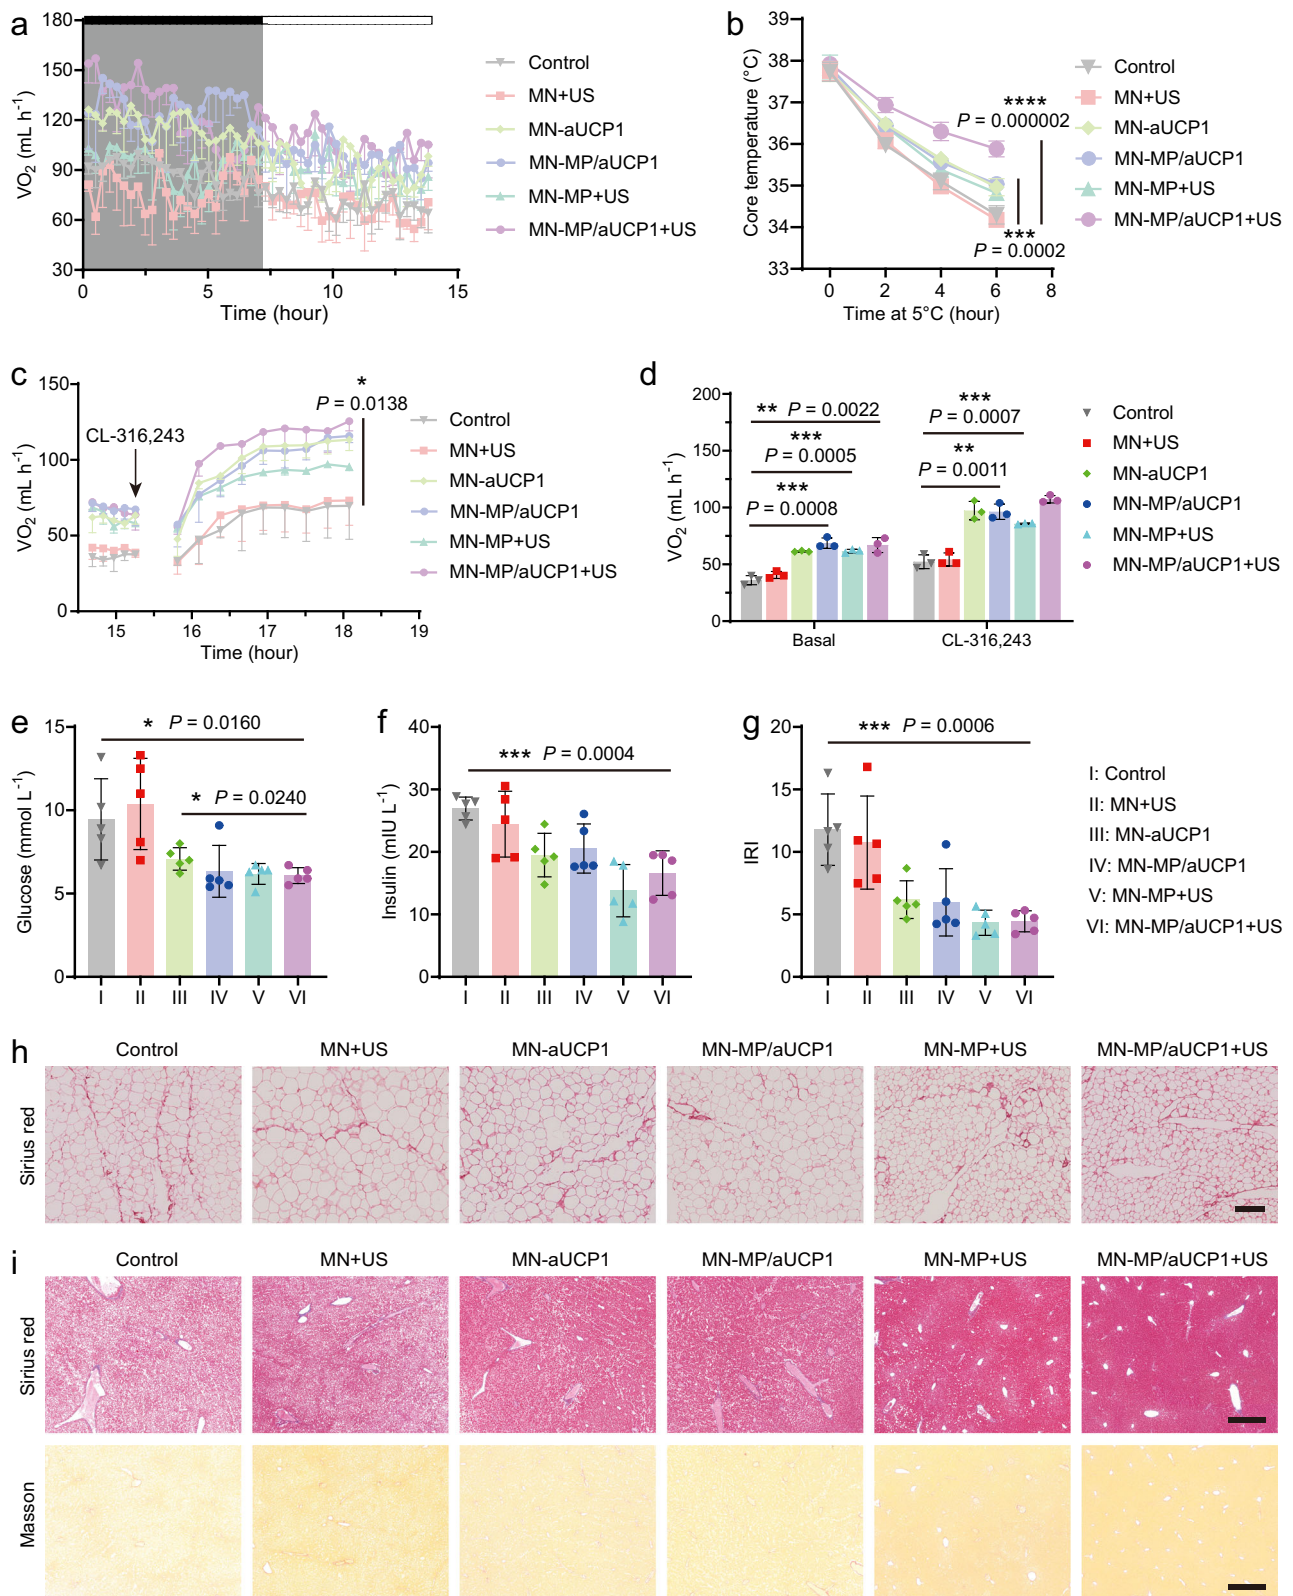 a
180
150
120
90
60
30
VO2 (mL h-1)
0
5
10
15
Time (hour)
Control
MN+US
MN-aUCP1
MN-MP/aUCP1
MN-MP+US
MN-MP/aUCP1+US
b
39
38
37
36
35
34
33
Core temperature (°C)
0
2
4
6
8
Time at 5°C (hour)
****
P = 0.000002
***
P = 0.0002
Control
MN+US
MN-aUCP1
MN-MP/aUCP1
MN-MP+US
MN-MP/aUCP1+US
c
150
100
50
0
VO2 (mL h-1)
CL-316,243
*
P = 0.0138
15
16
17
18
19
Time (hour)
Control
MN+US
MN-aUCP1
MN-MP/aUCP1
MN-MP+US
MN-MP/aUCP1+US
d
200
150
100
50
0
VO2 (mL h-1)
** P = 0.0022
***
P = 0.0005
***
P = 0.0008
***
P = 0.0007
**
P = 0.0011
Basal
CL-316,243
Control
MN+US
MN-aUCP1
MN-MP/aUCP1
MN-MP+US
MN-MP/aUCP1+US
e
15
10
5
0
Glucose (mmol L-1)
* P = 0.0160
* P = 0.0240
I II III IV V VI
f
40
30
20
10
0
Insulin (mIU L-1)
*** P = 0.0004
I II III IV V VI
g
20
15
10
5
0
IRI
*** P = 0.0006
I II III IV V VI
I: Control
II: MN+US
III: MN-aUCP1
IV: MN-MP/aUCP1
V: MN-MP+US
VI: MN-MP/aUCP1+US
h
Control MN+US MN-aUCP1 MN-MP/aUCP1 MN-MP+US MN-MP/aUCP1+US
Sirius red
i
Control MN+US MN-aUCP1 MN-MP/aUCP1 MN-MP+US MN-MP/aUCP1+US
Sirius red
Masson